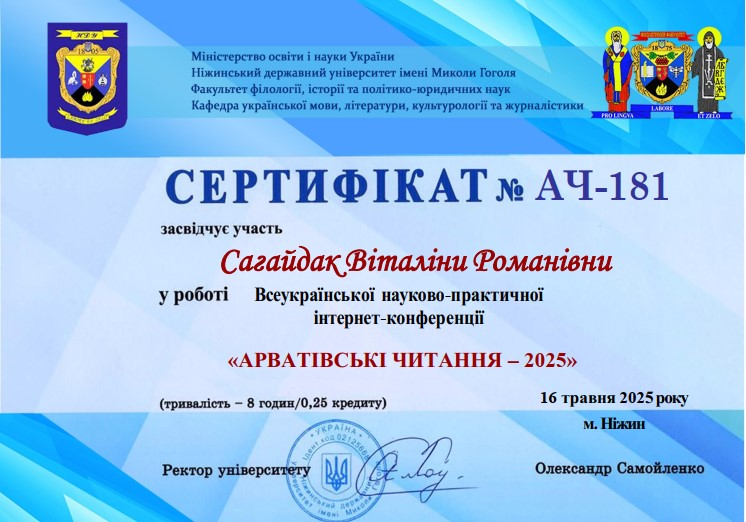 НДУ
1805
Міністерство освіти і науки України
Ніжинський державний університет імені Миколи Гоголя
Факультет філології, історії та політико-юридичних наук
Кафедра української мови, літератури, культурології та журналістики
1875
PRO LINGVA
LABORE
ET ZELO
СЕРТИФІКАТ № АЧ-181
засвідчує участь
Сагайдак Віталіни Романівни
у роботі Всеукраїнської науково-практичної
інтернет-конференції
«АРВАТІВСЬКІ ЧИТАННЯ – 2025»
(тривалість – 8 годин/0,25 кредиту)
16 травня 2025 року
м. Ніжин
УКРАЇНА
Ректор університету
Олександр Самойленко